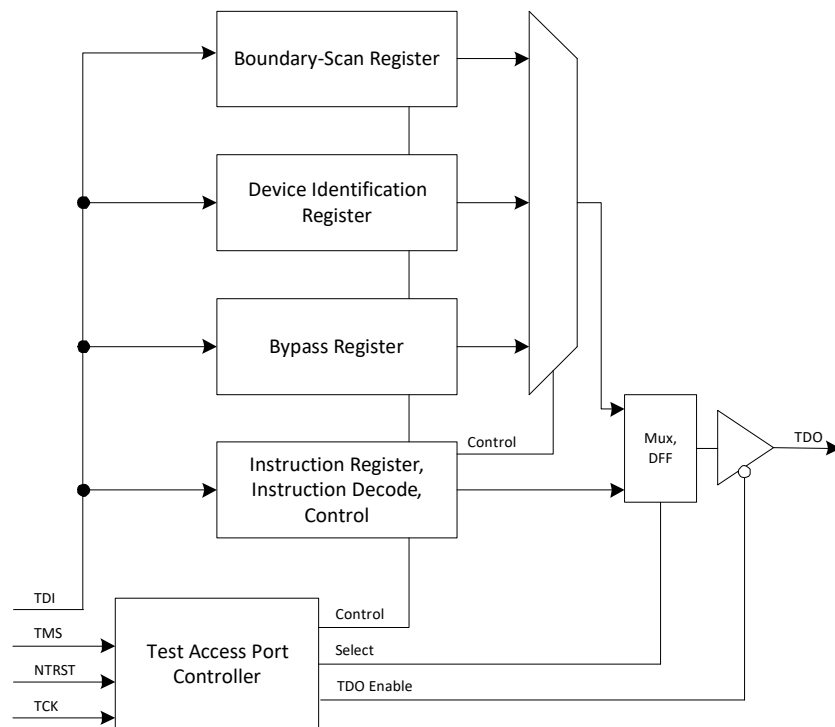 Boundary-Scan Register
Device Identification
Register
Bypass Register
Control
Instruction Register,
Instruction Decode,
Control
Mux,
DFF
TDO
TDI
TMS
NTRST
TCK
Test Access Port
Controller
Control
Select
TDO Enable